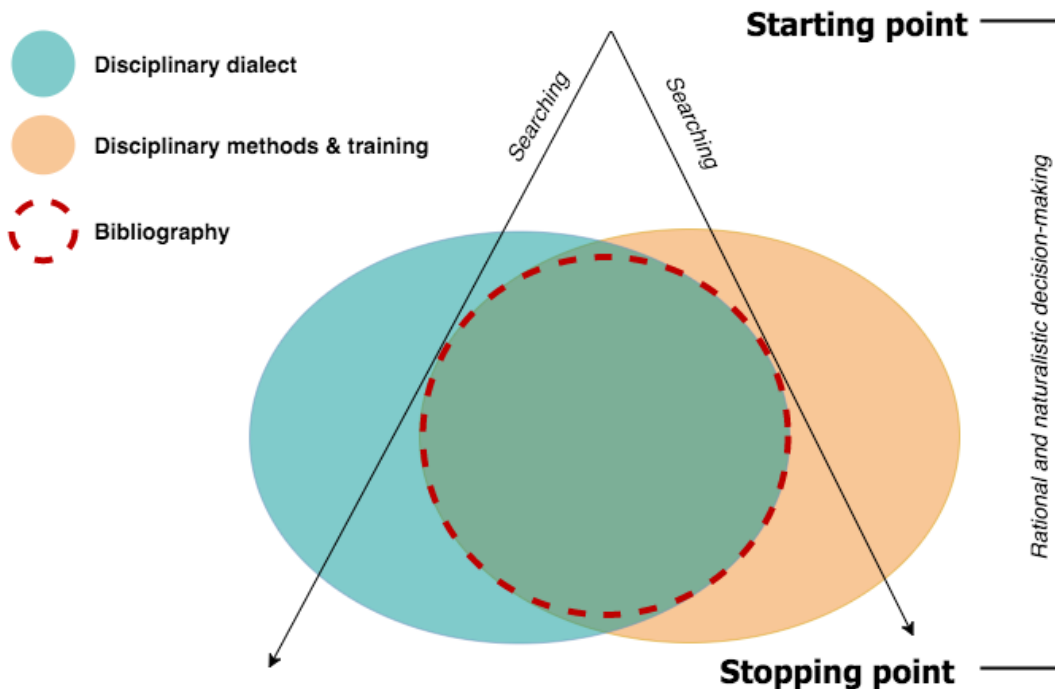 Starting point
Disciplinary dialect
Disciplinary methods & training
Bibliography
Searching
Searching
Rational and naturalistic decision-making
Stopping point